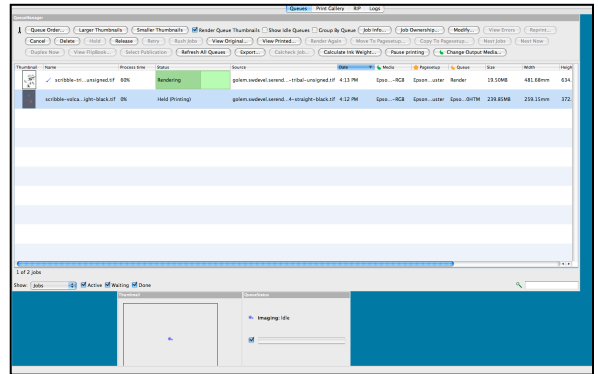 Queues Print Gallery RIP Logs
QueueManager
Queue Order... Larger Thumbnails Smaller Thumbnails Render Queue Thumbnails Show Idle Queues Group By Queue Job Info... Job Ownership... Modify... View Errors Reprint...
Cancel Delete Hold Release Retry Rush Jobs View Original... View Printed... Render Again Move To Pagesetup... Copy To Pagesetup... Nest Jobs Nest Now
Display Now View FlipBook... Select Publication Refresh All Queues Export... Calcheck Job... Calculate Ink Weight... Pause printing Change Output Media...
Thumbnail Name Process time Status Source Date Media Pagesetup Queue Size Width Heigh
scribble-tri...unsigned.tif 60% Rendering golem.swdevel.serend...-tribal-unsigned.tif 4:13 PM Epso...-RGB Epson...uster Render 19.50MB 481.68mm 634.
scribble-volca...ight-black.tif 0% Held (Printing) golem.swdevel.serend...4-straight-black.tif 4:12 PM Epso...-RGB Epson...uster Epso...0HTM 239.85MB 259.15mm 372.
1 of 2 jobs
Show: Jobs Active Waiting Done
Thumbnail QueueStatus
Imaging: Idle